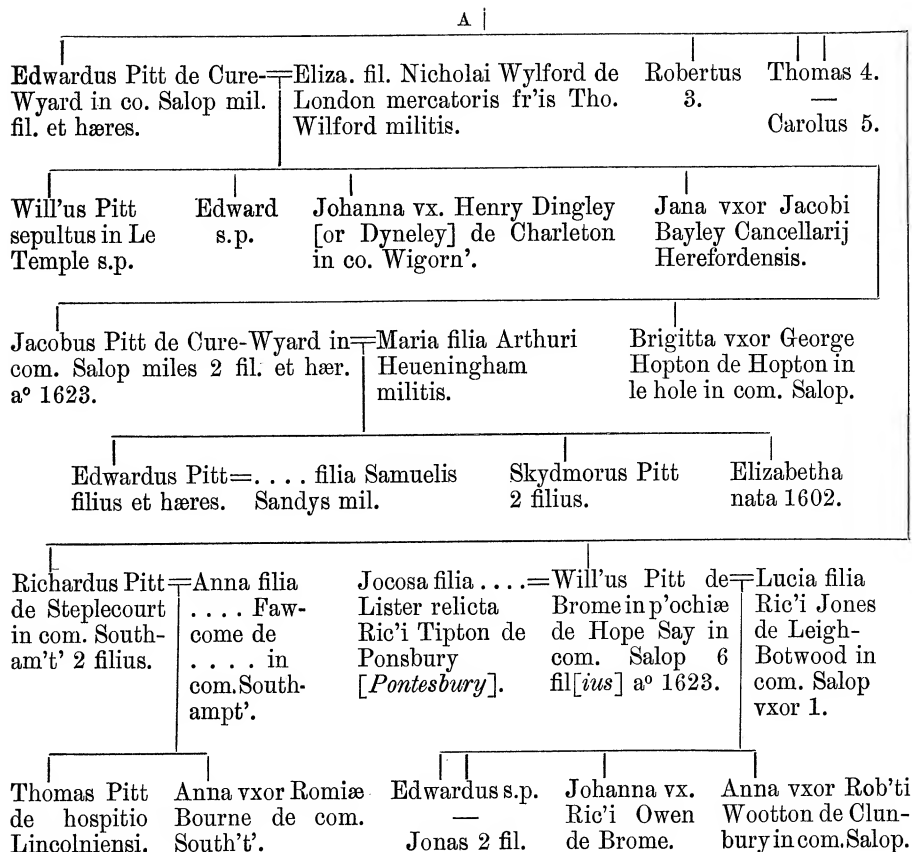 A
Edwardus Pitt de Cure-
Wyard in co. Salop mil.
fil. et hæres.
Eliza. fil. Nicholai Wylford de
London mercatoris fr'is Tho.
Wilford militis.
Robertus
3.
Thomas 4.
—
Carolus 5.
Will'us Pitt
sepultus in Le
Temple s.p.
Edward
s.p.
Johanna vx. Henry Dingley
[or Dyneley] de Charleton
in co. Wigorn'.
Jana vxor Jacobi
Bayley Cancellarij
Herefordensis.
Jacobus Pitt de Cure-Wyard in
com. Salop miles 2 fil. et hær.
aº 1623.
Maria filia Arthuri
Heueningham
militis.
Brigitta vxor George
Hopton de Hopton in
le hole in com. Salop.
Edwardus Pitt=
filius et hæres.
. . . . filia Samuelis
Sandys mil.
Skydmorus Pitt
2 filius.
Elizabetha
nata 1602.
Richardus Pitt
de Steplecourt
in com. South-
am't' 2 filius.
Anna filia
. . . . Faw-
come de
. . . . in
com. South-
ampt'.
Jocosa filia . . . .=
Lister relicta
Ric'i Tipton de
Ponsbury
[Pontesbury].
Will'us Pitt de
Brome in p'ochiæ
de Hope Say in
com. Salop 6
fil[ius] aº 1623.
Lucia filia
Ric'i Jones
de Leigh-
Botwood in
com. Salop
vxor 1.
Thomas Pitt
de hospitio
Lincolniensi.
Anna vxor Romiæ
Bourne de com.
South't'.
Edwardus s.p.
—
Jonas 2 fil.
Johanna vx.
Ric'i Owen
de Brome.
Anna vxor Rob'ti
Wootton de Clun-
bury in com. Salop.